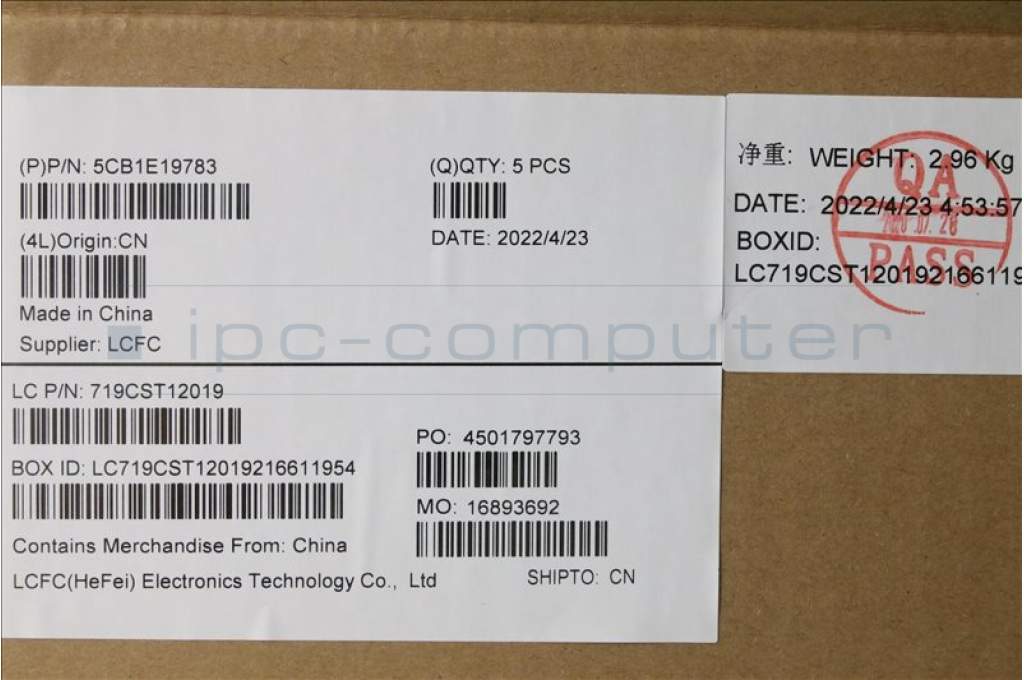 (P)P/N: 5CB1E19783
(Q)QTY: 5 PCS
(4L)Origin:CN
DATE: 2022/4/23
Made in China
Supplier: LCFC
LC P/N: 719CST12019
PO: 4501797793
BOX ID: LC719CST12019216611954
MO: 16893692
Contains Merchandise From: China
LCFC(HeFei) Electronics Technology Co., Ltd
SHIPTO: CN
净重: WEIGHT: 2.96 Kg
DATE: 2022/4/23 4:53:57
BOXID:
LC719CST120192166119
QA
PASS
ipc-computer